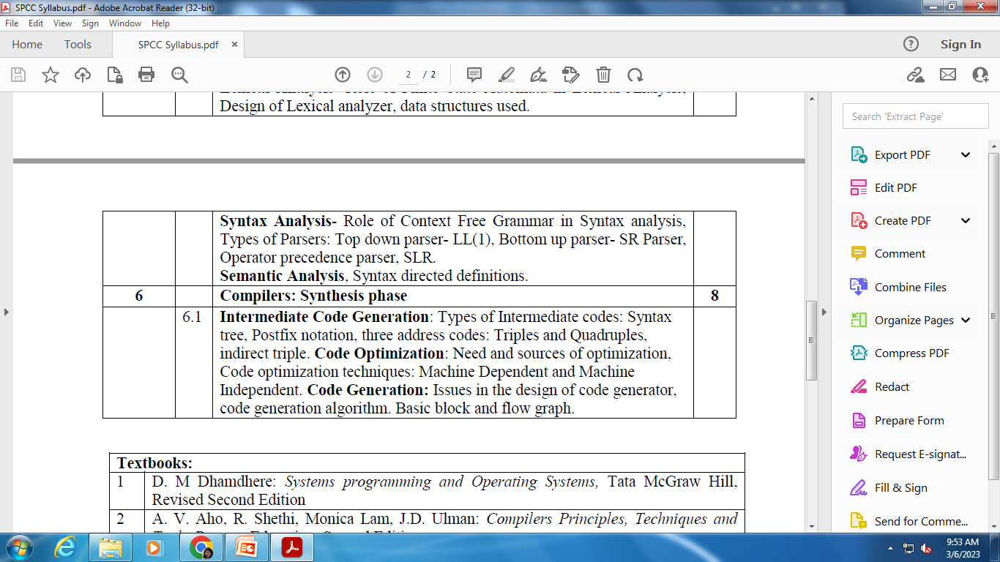 SPCC Syllabus.pdf - Adobe Acrobat Reader (32-bit)
File Edit View Sign Window Help
Home Tools SPCC Syllabus.pdf × Sign In
2 / 2
Design of Lexical analyzer, data structures used.
Search 'Extract Page'
Export PDF
Edit PDF
Create PDF
Comment
Combine Files
Organize Pages
Compress PDF
Redact
Prepare Form
Request E-signat...
Fill & Sign
Send for Comme...
Syntax Analysis- Role of Context Free Grammar in Syntax analysis,
Types of Parsers: Top down parser- LL(1), Bottom up parser- SR Parser,
Operator precedence parser, SLR.
Semantic Analysis, Syntax directed definitions.
6 Compilers: Synthesis phase 8
6.1 Intermediate Code Generation: Types of Intermediate codes: Syntax
tree, Postfix notation, three address codes: Triples and Quadruples,
indirect triple. Code Optimization: Need and sources of optimization,
Code optimization techniques: Machine Dependent and Machine
Independent. Code Generation: Issues in the design of code generator,
code generation algorithm. Basic block and flow graph.
Textbooks:
1 D. M Dhamdhere: Systems programming and Operating Systems, Tata McGraw Hill,
Revised Second Edition
2 A. V. Aho, R. Shethi, Monica Lam, J.D. Ulman: Compilers Principles, Techniques and
9:53 AM
3/6/2023